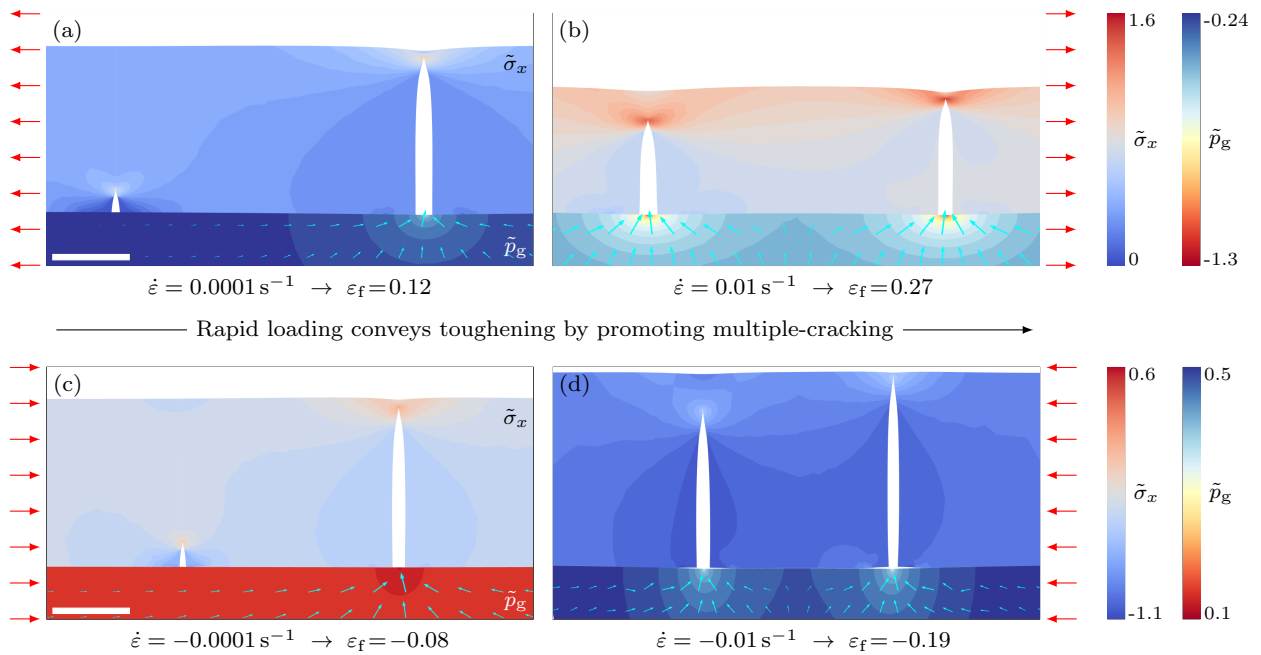 (a)
σ̃ₓ
p̃g
ε̇ = 0.0001 s⁻¹ → εf=0.12
(b)
ε̇ = 0.01 s⁻¹ → εf=0.27
1.6
σ̃ₓ
0
-0.24
p̃g
-1.3
Rapid loading conveys toughening by promoting multiple-cracking
(c)
σ̃ₓ
p̃g
ε̇ = −0.0001 s⁻¹ → εf=−0.08
(d)
ε̇ = −0.01 s⁻¹ → εf=−0.19
0.6
σ̃ₓ
-1.1
0.5
p̃g
0.1